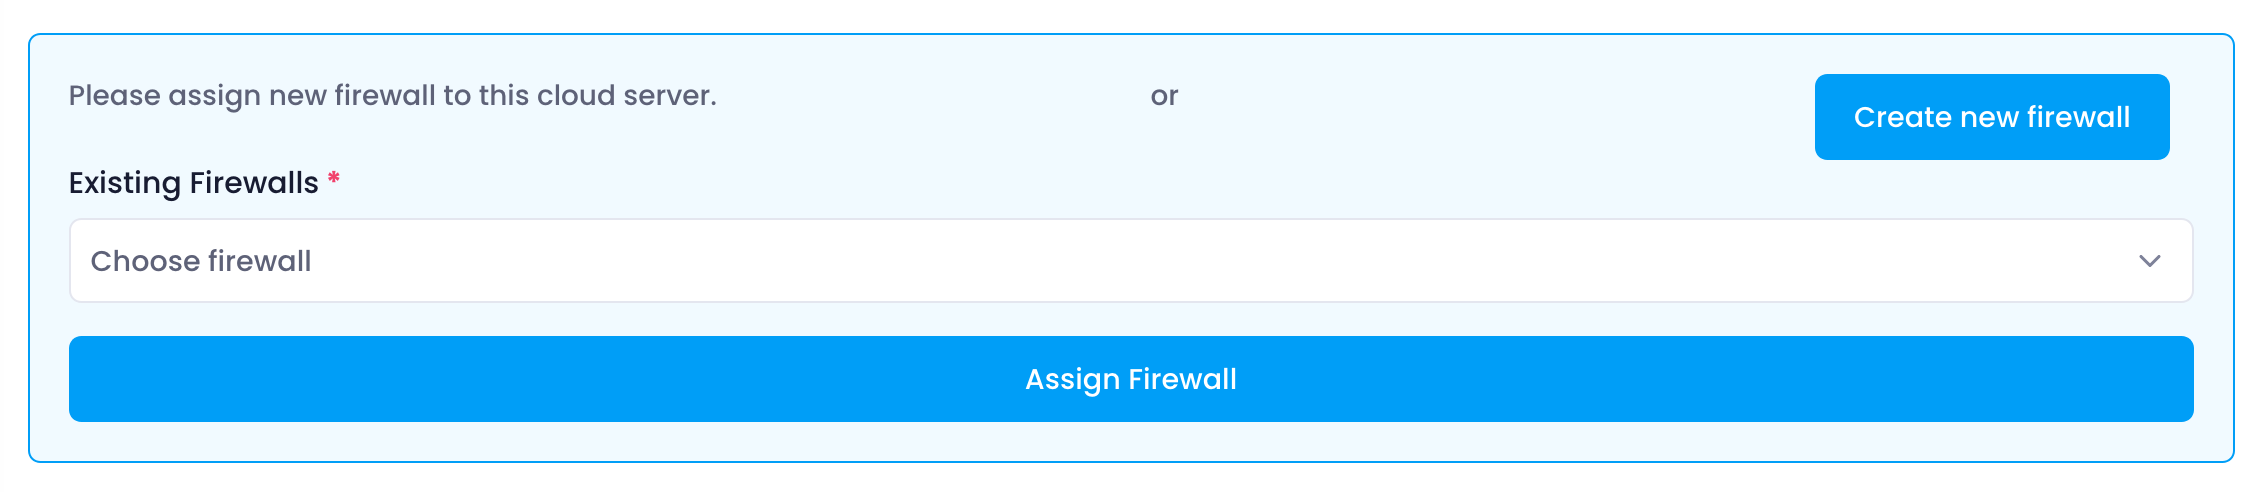 Please assign new firewall to this cloud server.
or
Create new firewall
Existing Firewalls *
Choose firewall
Assign Firewall